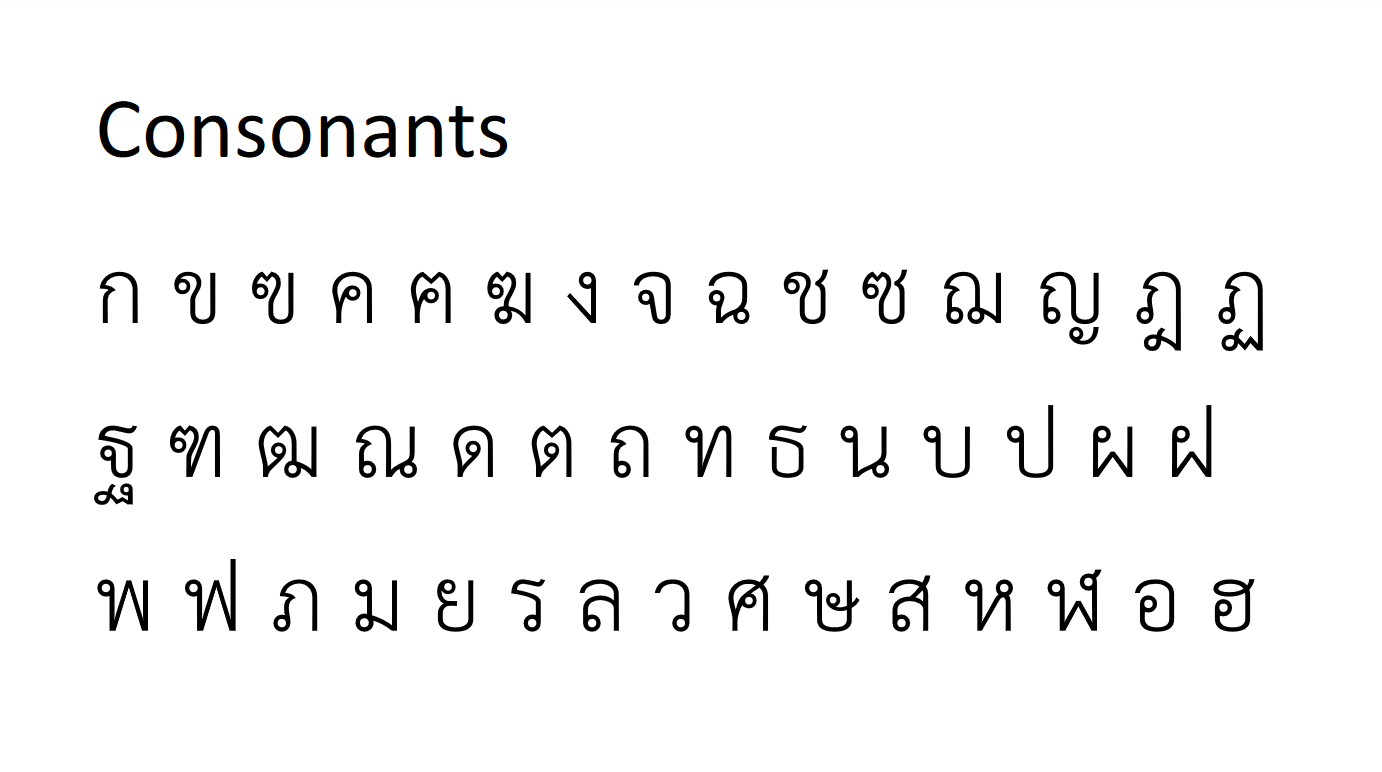 Consonants
ก ข ฃ ค ฅ ฆ ง จ ฉ ช ซ ฌ ญ ฎ ฏ
ฐ ฑ ฒ ณ ด ต ถ ท ธ น บ ป ผ ฝ
พ ฟ ภ ม ย ร ล ว ศ ษ ส ห ฬ อ ฮ